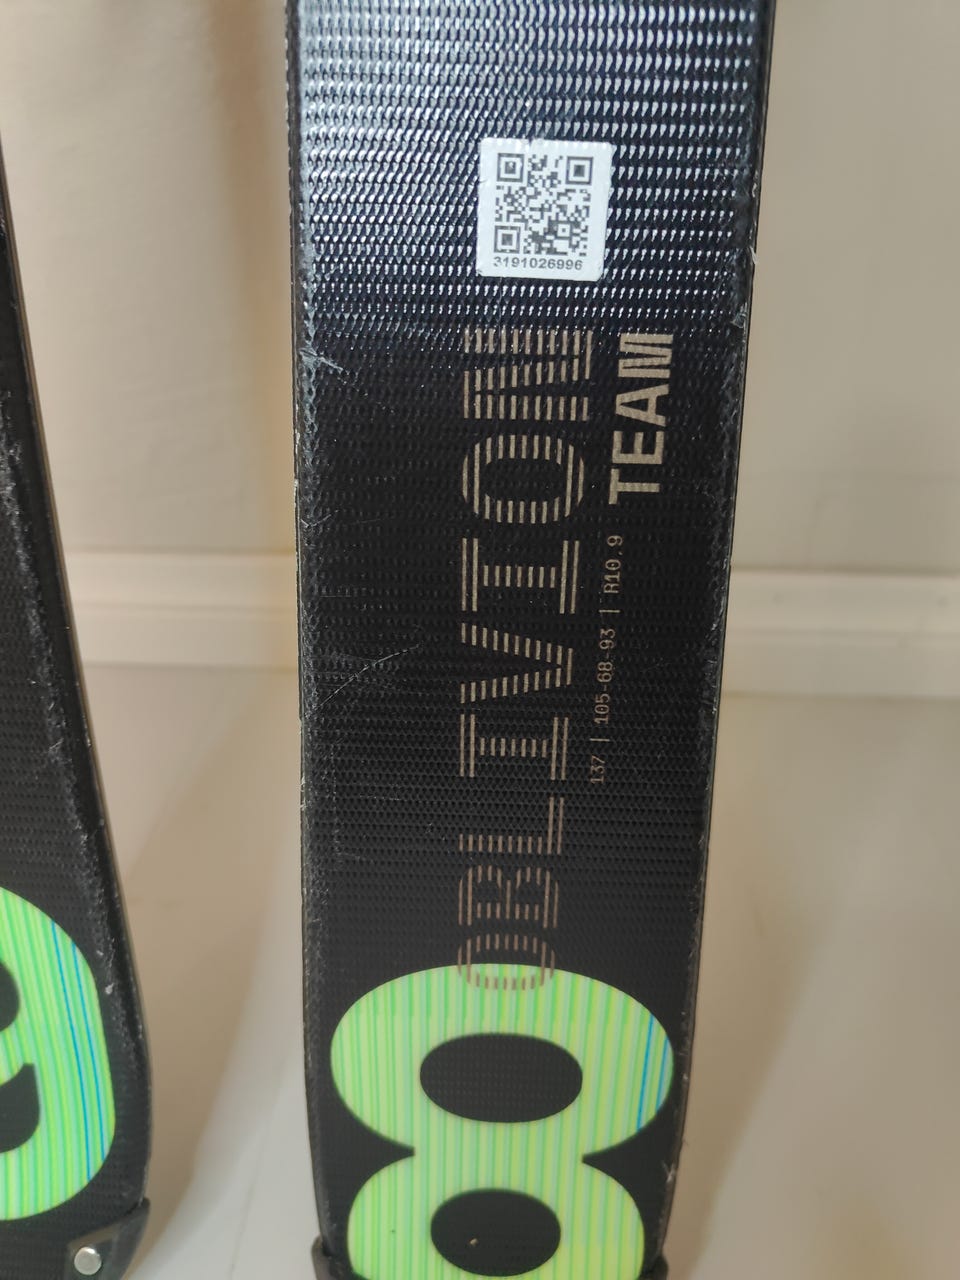 3191026996
OBLIVION
TEAM
137 | 105-68-93 | R10.9